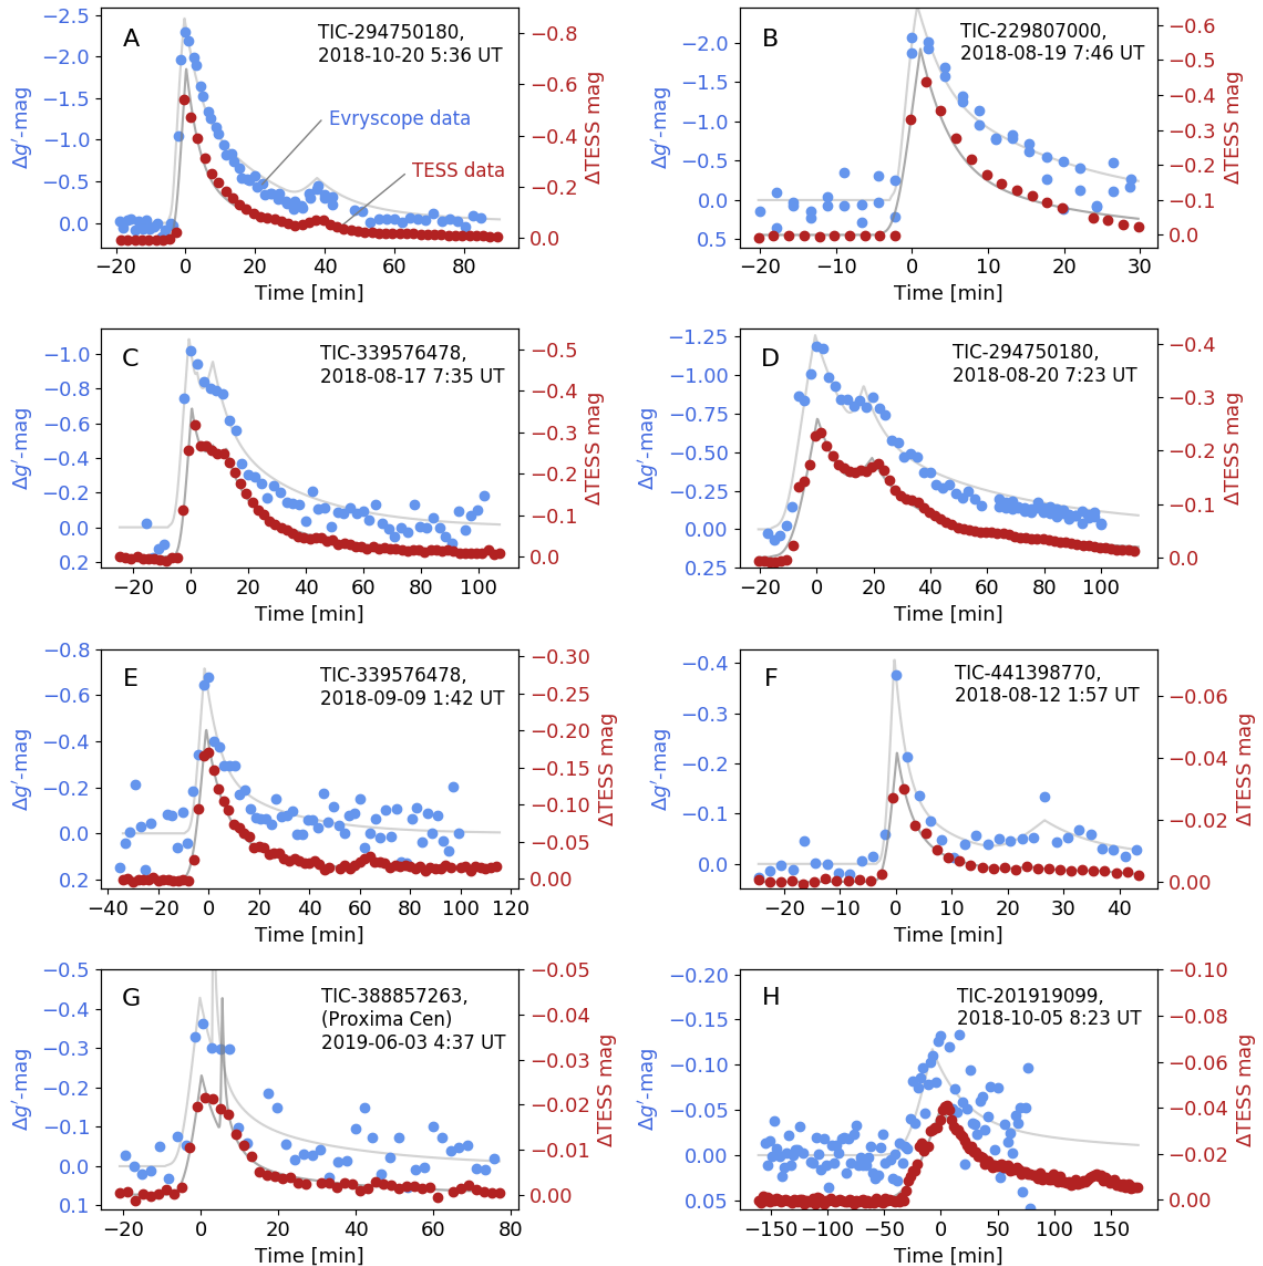 A
TIC-294750180,
2018-10-20 5:36 UT
Evryscope data
TESS data
−2.5
−2.0
−1.5
−1.0
−0.5
0.0
Δg′-mag
−0.8
−0.6
−0.4
−0.2
0.0
ΔTESS mag
−20 0 20 40 60 80
Time [min]
B
TIC-229807000,
2018-08-19 7:46 UT
−2.0
−1.5
−1.0
−0.5
0.0
0.5
Δg′-mag
−0.6
−0.5
−0.4
−0.3
−0.2
−0.1
0.0
ΔTESS mag
−20 −10 0 10 20 30
Time [min]
C
TIC-339576478,
2018-08-17 7:35 UT
−1.0
−0.8
−0.6
−0.4
−0.2
0.0
0.2
Δg′-mag
−0.5
−0.4
−0.3
−0.2
−0.1
0.0
ΔTESS mag
−20 0 20 40 60 80 100
Time [min]
D
TIC-294750180,
2018-08-20 7:23 UT
−1.25
−1.00
−0.75
−0.50
−0.25
0.00
0.25
Δg′-mag
−0.4
−0.3
−0.2
−0.1
0.0
ΔTESS mag
−20 0 20 40 60 80 100
Time [min]
E
TIC-339576478,
2018-09-09 1:42 UT
−0.8
−0.6
−0.4
−0.2
0.0
0.2
Δg′-mag
−0.30
−0.25
−0.20
−0.15
−0.10
−0.05
0.00
ΔTESS mag
−40 −20 0 20 40 60 80 100 120
Time [min]
F
TIC-441398770,
2018-08-12 1:57 UT
−0.4
−0.3
−0.2
−0.1
0.0
Δg′-mag
−0.06
−0.04
−0.02
0.00
ΔTESS mag
−20 −10 0 10 20 30 40
Time [min]
G
TIC-388857263,
(Proxima Cen)
2019-06-03 4:37 UT
−0.5
−0.4
−0.3
−0.2
−0.1
0.0
0.1
Δg′-mag
−0.05
−0.04
−0.03
−0.02
−0.01
0.00
ΔTESS mag
−20 0 20 40 60 80
Time [min]
H
TIC-201919099,
2018-10-05 8:23 UT
−0.20
−0.15
−0.10
−0.05
0.00
0.05
Δg′-mag
−0.10
−0.08
−0.06
−0.04
−0.02
0.00
ΔTESS mag
−150 −100 −50 0 50 100 150
Time [min]